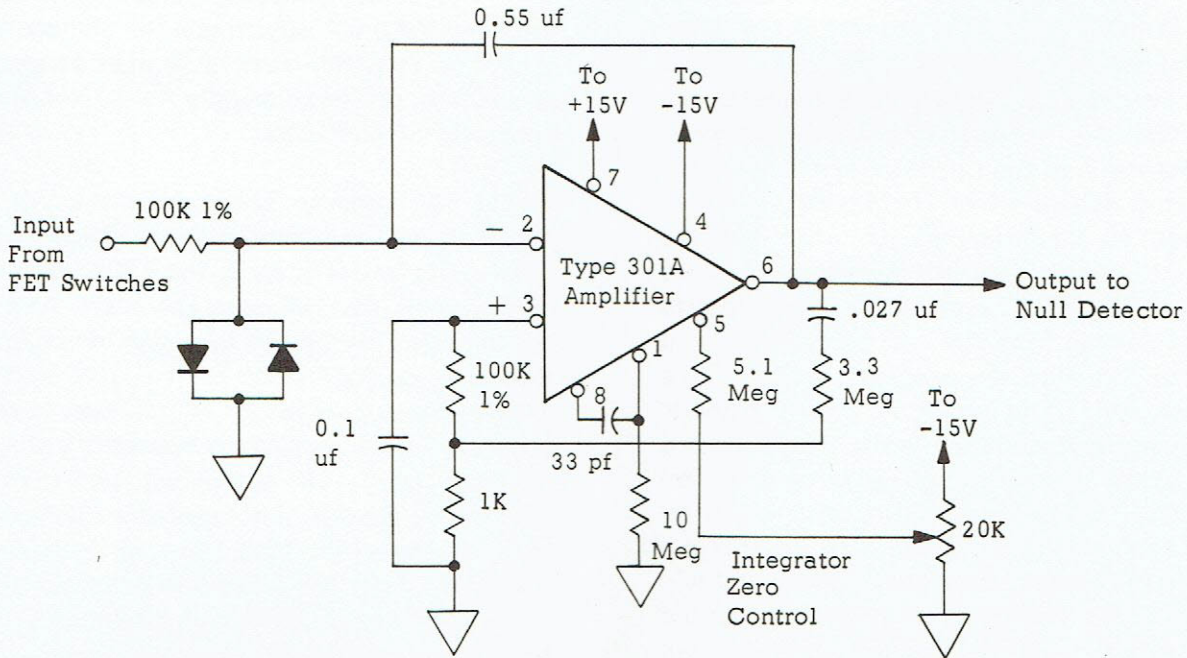 0.55 uf
To
+15V
To
-15V
7
4
100K 1%
Input
From
FET Switches
- 2
Type 301A
Amplifier
6
Output to
Null Detector
+ 3
.027 uf
5
1
100K
1%
8
5.1
Meg
3.3
Meg
To
-15V
0.1
uf
33 pf
1K
10
Meg
20K
Integrator
Zero
Control